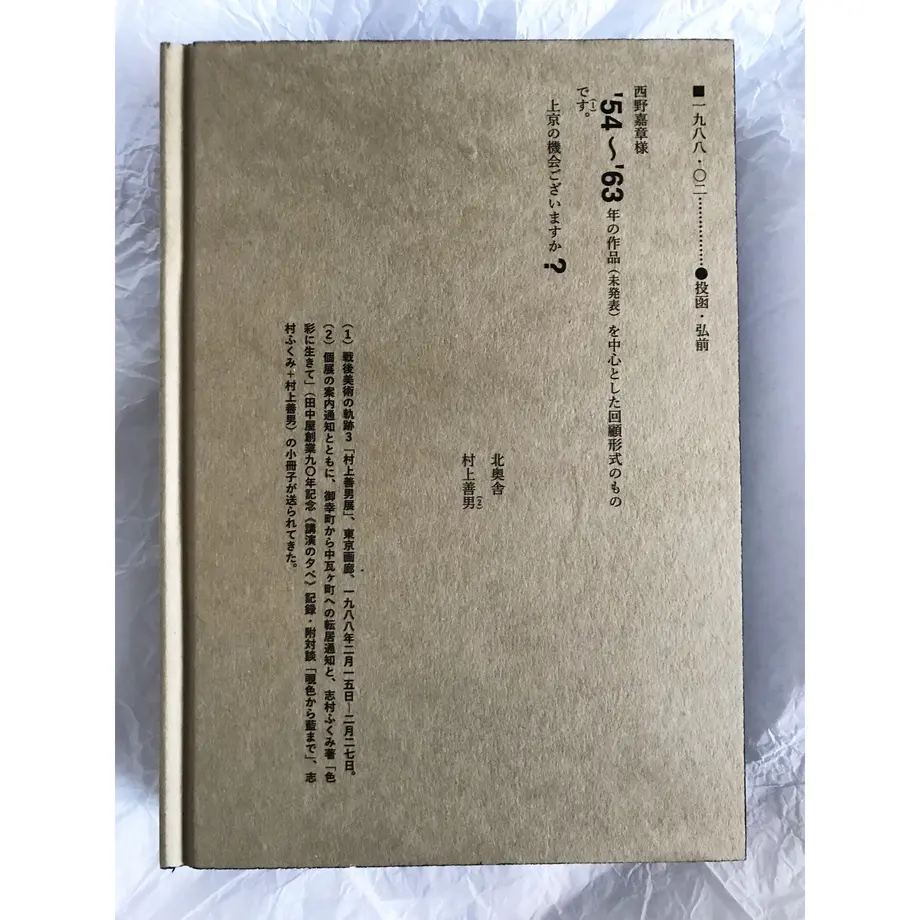 ■一九八八・〇二……………●投函・弘前
西野嘉章様
'54〜'63年の作品(未発表)を中心とした回顧形式のもの
です。(1)
上京の機会ございますか?
北奥舎
村上善男(2)
(1) 戦後美術の軌跡3「村上善男展」、東京画廊、一九八八年二月一五日―二月二七日。
(2) 個展の案内通知とともに、御幸町から中瓦ヶ町への転居通知と、志村ふくみ著「色
彩に生きて」(田中屋創業九〇年記念《講演の夕べ》記録・附対談「暖色から藍まで」、志
村ふくみ+村上善男)の小冊子が送られてきた。